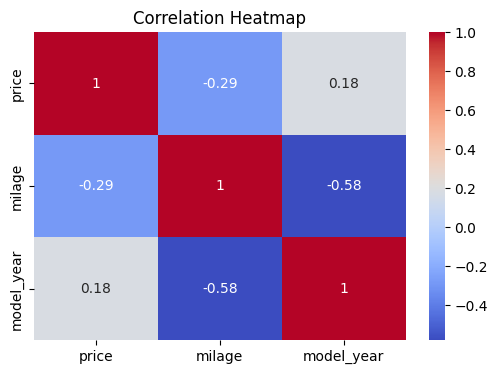 Correlation Heatmap
price
1
-0.29
0.18
milage
-0.29
1
-0.58
model_year
0.18
-0.58
1
price
milage
model_year
1.0
0.8
0.6
0.4
0.2
0.0
−0.2
−0.4